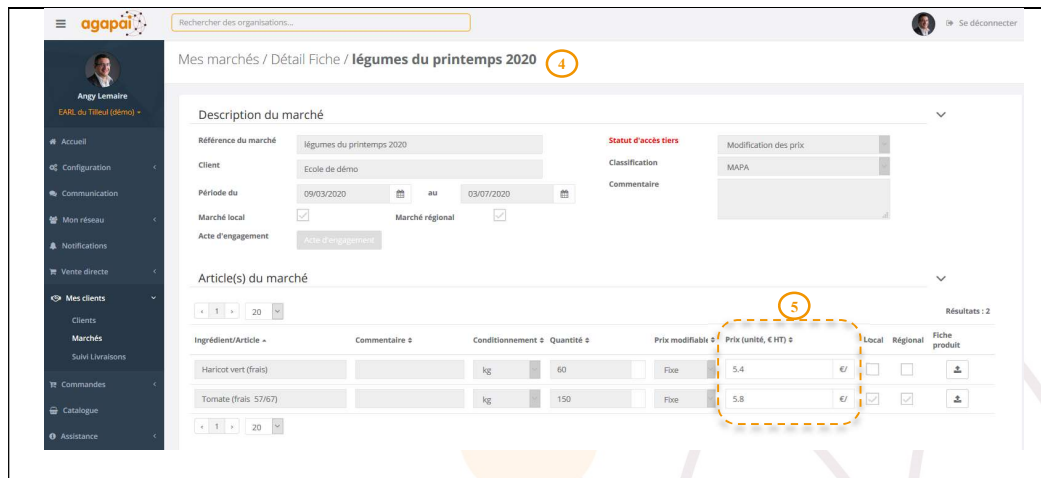 agapai
Rechercher des organisations...
Se déconnecter
Angy Lemaire
EARL du Tilleul (démo)
Accueil
Configuration
Communication
Mon réseau
Notifications
Vente directe
Mes clients
Clients
Marchés
Suivi Livraisons
Commandes
Catalogue
Assistance
Mes marchés / Détail Fiche / légumes du printemps 2020
4
Description du marché
Référence du marché légumes du printemps 2020 Statut d'accès tiers Modification des prix
Client Ecole de démo Classification MAPA
Période du 09/03/2020 au 03/07/2020 Commentaire
Marché local Marché régional
Acte d'engagement Acte d'engagement
Article(s) du marché
5
‹ 1 › 20 Résultats : 2
Ingrédient/Article Commentaire Conditionnement Quantité Prix modifiable Prix (unité, € HT) Local Régional Fiche produit
Haricot vert (frais) kg 60 Fixe 5.4 €/
Tomate (frais 57/67) kg 150 Fixe 5.8 €/
‹ 1 › 20